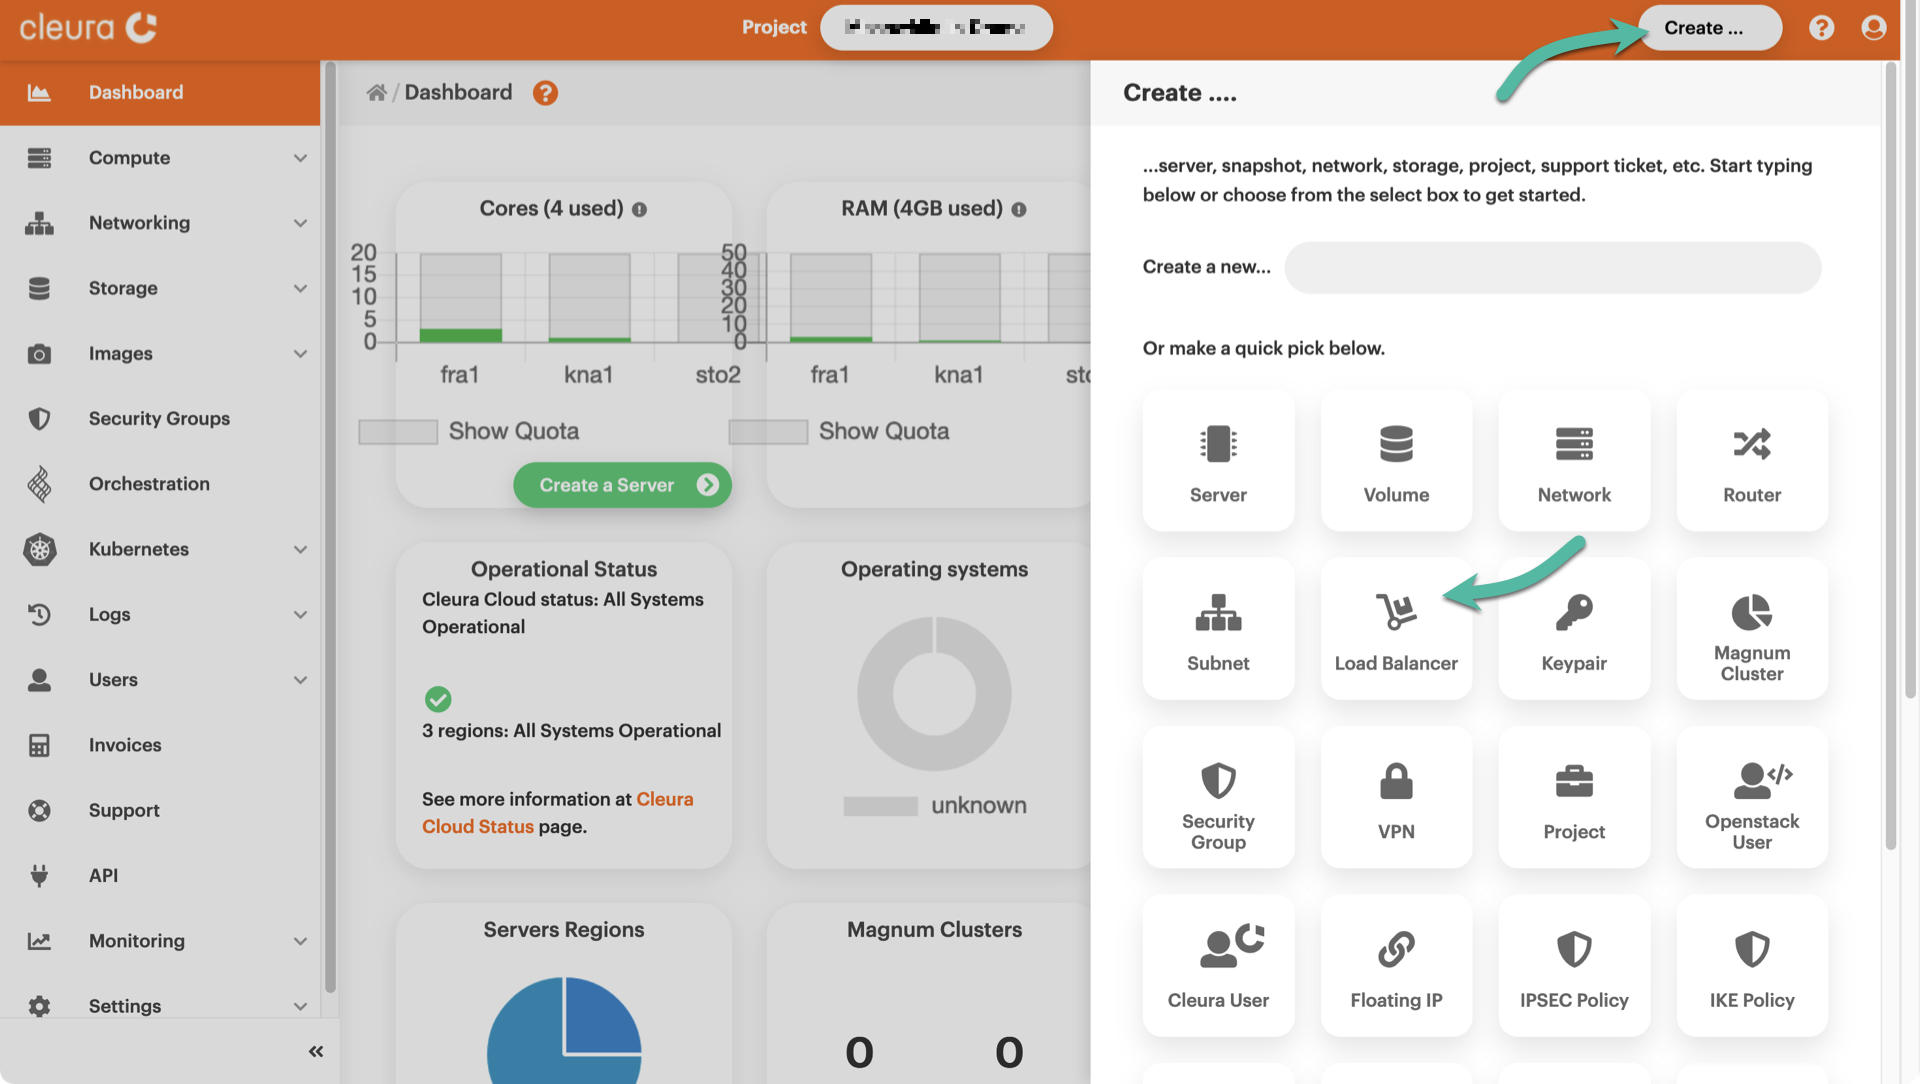 cleura
Project
Create ...
Dashboard
Compute
Networking
Storage
Images
Security Groups
Orchestration
Kubernetes
Logs
Users
Invoices
Support
API
Monitoring
Settings
/ Dashboard
Cores (4 used)
20
15
10
5
0
fra1 kna1 sto2
Show Quota
Create a Server
RAM (4GB used)
50
40
30
20
10
0
fra1 kna1
Show Quota
Operational Status
Cleura Cloud status: All Systems
Operational
3 regions: All Systems Operational
See more information at Cleura
Cloud Status page.
Operating systems
unknown
Servers Regions
Magnum Clusters
0 0
Create ....
...server, snapshot, network, storage, project, support ticket, etc. Start typing
below or choose from the select box to get started.
Create a new...
Or make a quick pick below.
Server
Volume
Network
Router
Subnet
Load Balancer
Keypair
Magnum
Cluster
Security
Group
VPN
Project
Openstack
User
Cleura User
Floating IP
IPSEC Policy
IKE Policy